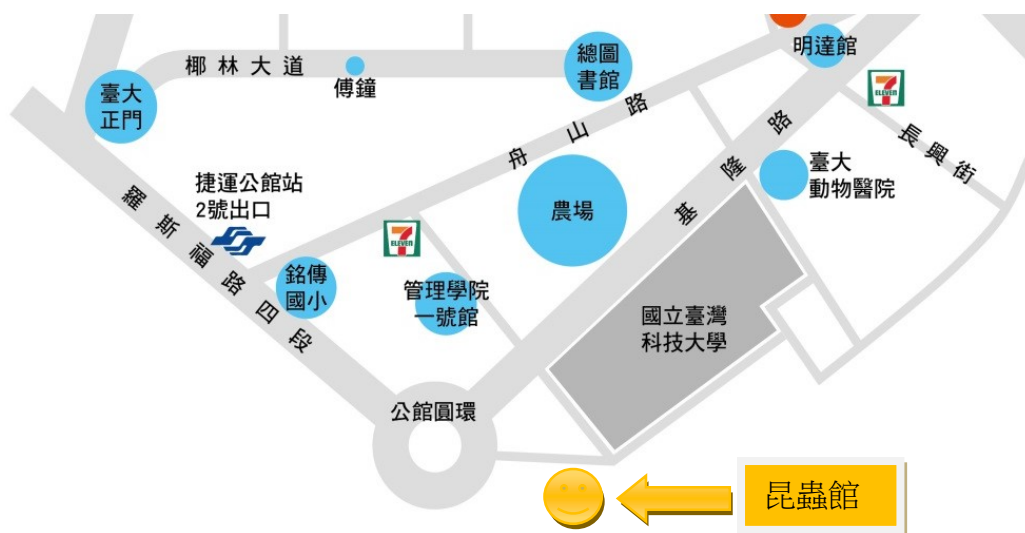 椰林大道
傅鐘
總圖
書館
明達館
臺大
正門
7
ELEVEN
長興街
舟山路
基隆路
臺大
動物醫院
捷運公館站
2號出口
羅斯福路四段
農場
7
ELEVEN
銘傳
國小
管理學院
一號館
國立臺灣
科技大學
公館圓環
昆蟲館